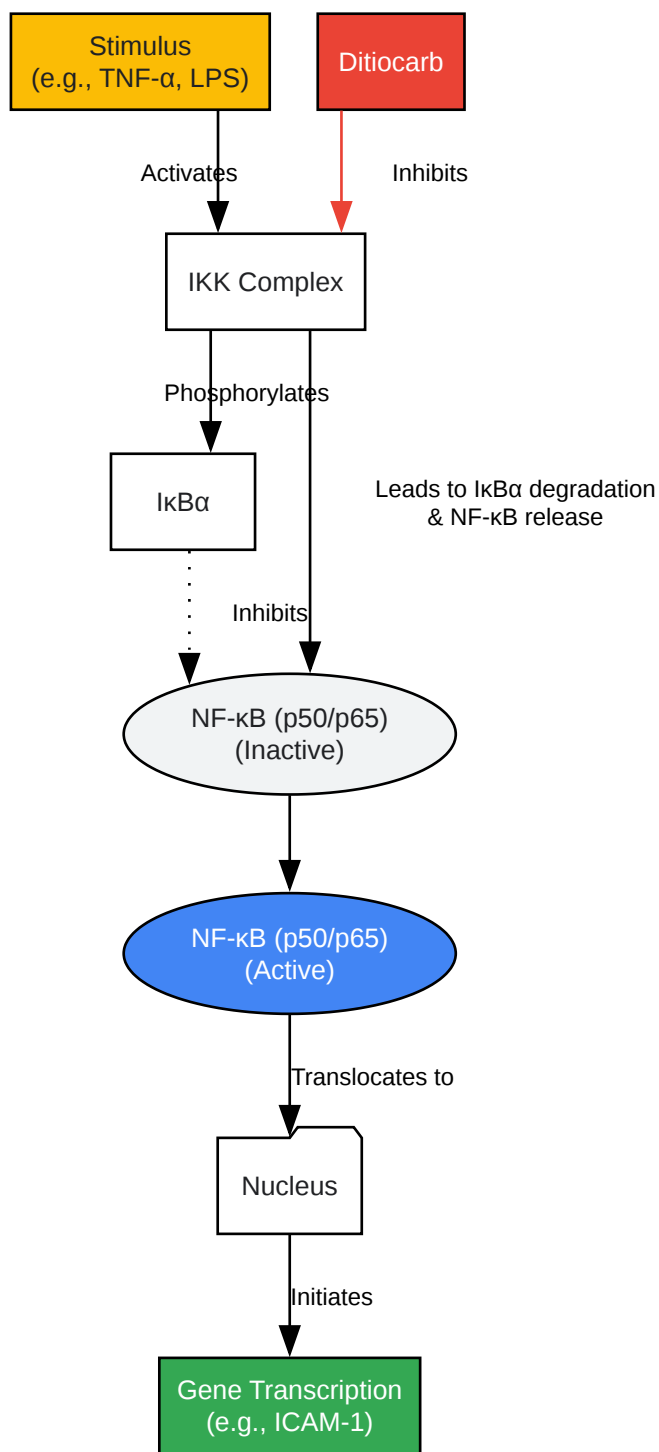 Stimulus
(e.g., TNF-α, LPS)
Ditiocarb
Activates
Inhibits
IKK Complex
Phosphorylates
IκBα
Leads to IκBα degradation
& NF-κB release
Inhibits
NF-κB (p50/p65)
(Inactive)
NF-κB (p50/p65)
(Active)
Translocates to
Nucleus
Initiates
Gene Transcription
(e.g., ICAM-1)